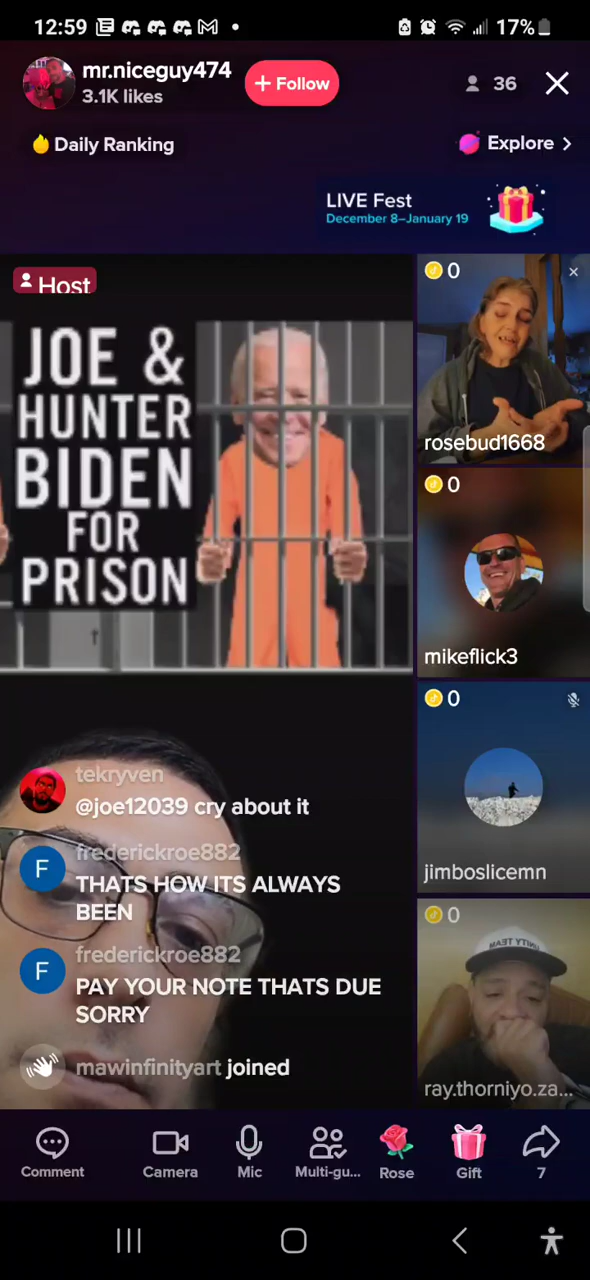 12:59
17%
mr.niceguy474
3.1K likes
+ Follow
36
Daily Ranking
Explore >
LIVE Fest
December 8–January 19
Host
JOE &
HUNTER
BIDEN
FOR
PRISON
0
rosebud1668
0
mikeflick3
0
jimboslicemn
0
UNITY TEAM
ray.thorniyo.za...
tekryven
@joe12039 cry about it
frederickroe882
F
THATS HOW ITS ALWAYS
BEEN
frederickroe882
F
PAY YOUR NOTE THATS DUE
SORRY
mawinfinityart joined
Comment
Camera
Mic
Multi-gu...
Rose
Gift
7